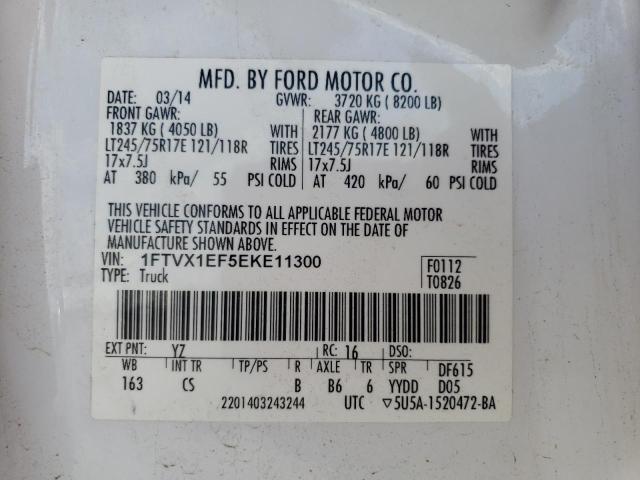 MFD. BY FORD MOTOR CO.
DATE: 03/14 GVWR: 3720 KG ( 8200 LB)
FRONT GAWR: REAR GAWR:
1837 KG ( 4050 LB) WITH 2177 KG ( 4800 LB) WITH
LT245/75R17E 121/118R TIRES LT245/75R17E 121/118R TIRES
17x7.5J RIMS 17x7.5J RIMS
AT 380 kPa/ 55 PSI COLD AT 420 kPa/ 60 PSI COLD
THIS VEHICLE CONFORMS TO ALL APPLICABLE FEDERAL MOTOR
VEHICLE SAFETY STANDARDS IN EFFECT ON THE DATE OF
MANUFACTURE SHOWN ABOVE.
VIN: 1FTVX1EF5EKE11300 F0112
TYPE: Truck T0826
EXT PNT: YZ RC: 16 DSO:
WB INT TR TP/PS R AXLE TR SPR DF615
163 CS B B6 6 YYDD D05
2201403243244 UTC ▽5U5A-1520472-BA